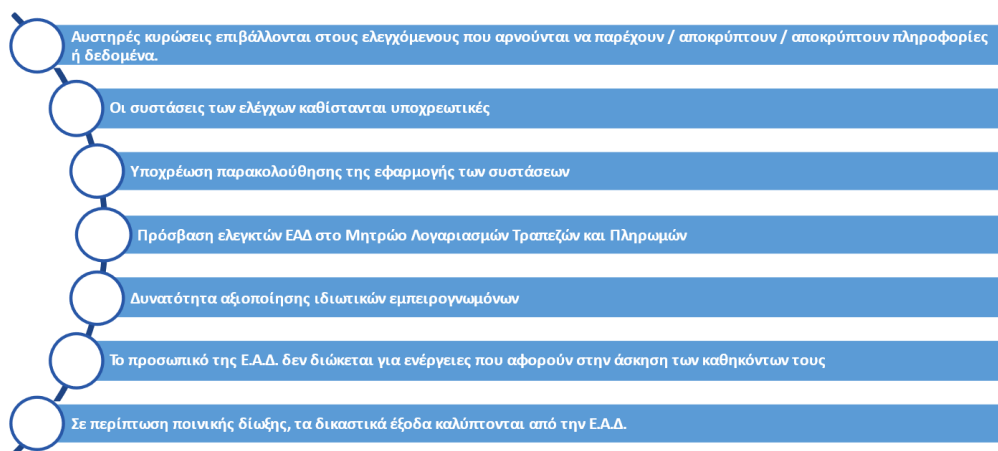 Αυστηρές κυρώσεις επιβάλλονται στους ελεγχόμενους που αρνούνται να παρέχουν / αποκρύπτουν / αποκρύπτουν πληροφορίες
ή δεδομένα.
Οι συστάσεις των ελέγχων καθίστανται υποχρεωτικές
Υποχρέωση παρακολούθησης της εφαρμογής των συστάσεων
Πρόσβαση ελεγκτών ΕΑΔ στο Μητρώο Λογαριασμών Τραπεζών και Πληρωμών
Δυνατότητα αξιοποίησης ιδιωτικών εμπειρογνωμόνων
Το προσωπικό της Ε.Α.Δ. δεν διώκεται για ενέργειες που αφορούν στην άσκηση των καθηκόντων τους
Σε περίπτωση ποινικής δίωξης, τα δικαστικά έξοδα καλύπτονται από την Ε.Α.Δ.